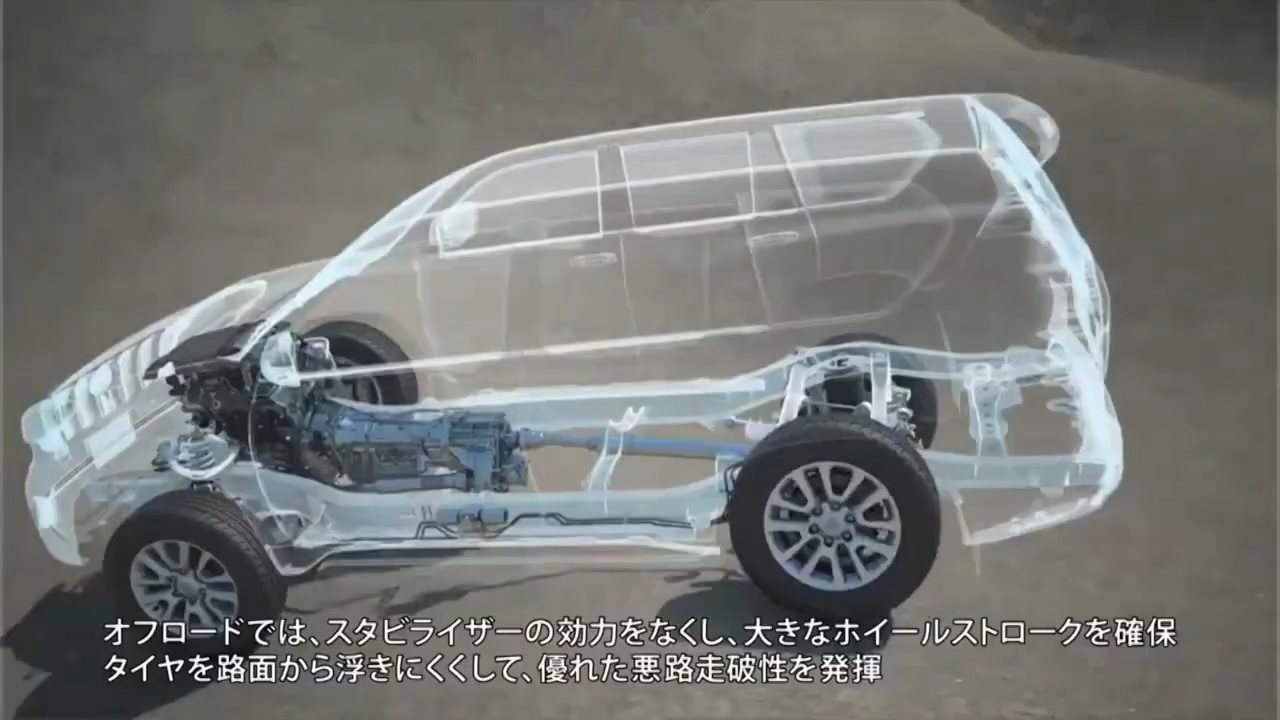 オフロードでは、スタビライザーの効力をなくし、大きなホイールストロークを確保
タイヤを路面から浮きにくくして、優れた悪路走破性を発揮